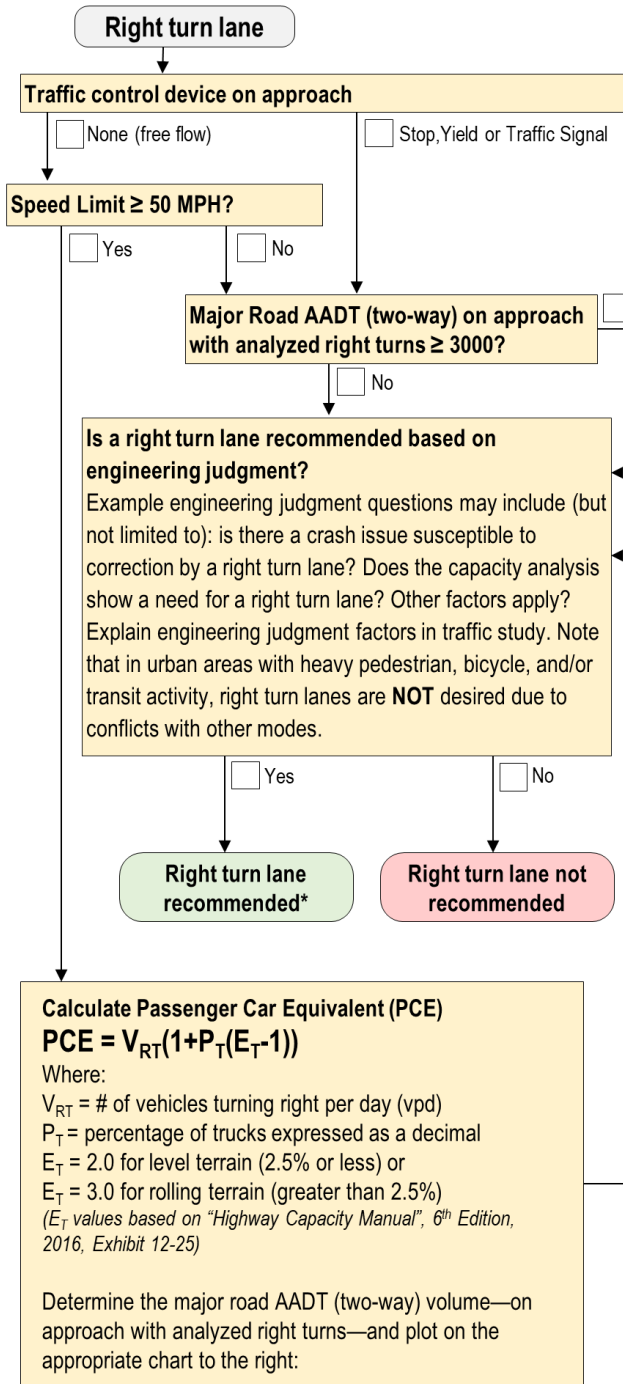 Right turn lane
Traffic control device on approach
None (free flow)
Stop,Yield or Traffic Signal
Speed Limit ≥ 50 MPH?
Yes
No
Major Road AADT (two-way) on approach
with analyzed right turns ≥ 3000?
No
Is a right turn lane recommended based on
engineering judgment?
Example engineering judgment questions may include (but
not limited to): is there a crash issue susceptible to
correction by a right turn lane? Does the capacity analysis
show a need for a right turn lane? Other factors apply?
Explain engineering judgment factors in traffic study. Note
that in urban areas with heavy pedestrian, bicycle, and/or
transit activity, right turn lanes are NOT desired due to
conflicts with other modes.
Yes
No
Right turn lane
recommended*
Right turn lane not
recommended
Calculate Passenger Car Equivalent (PCE)
PCE = V_RT(1+P_T(E_T-1))
Where:
V_RT = # of vehicles turning right per day (vpd)
P_T = percentage of trucks expressed as a decimal
E_T = 2.0 for level terrain (2.5% or less) or
E_T = 3.0 for rolling terrain (greater than 2.5%)
(E_T values based on “Highway Capacity Manual”, 6th Edition,
2016, Exhibit 12-25)
Determine the major road AADT (two-way) volume—on
approach with analyzed right turns—and plot on the
appropriate chart to the right: